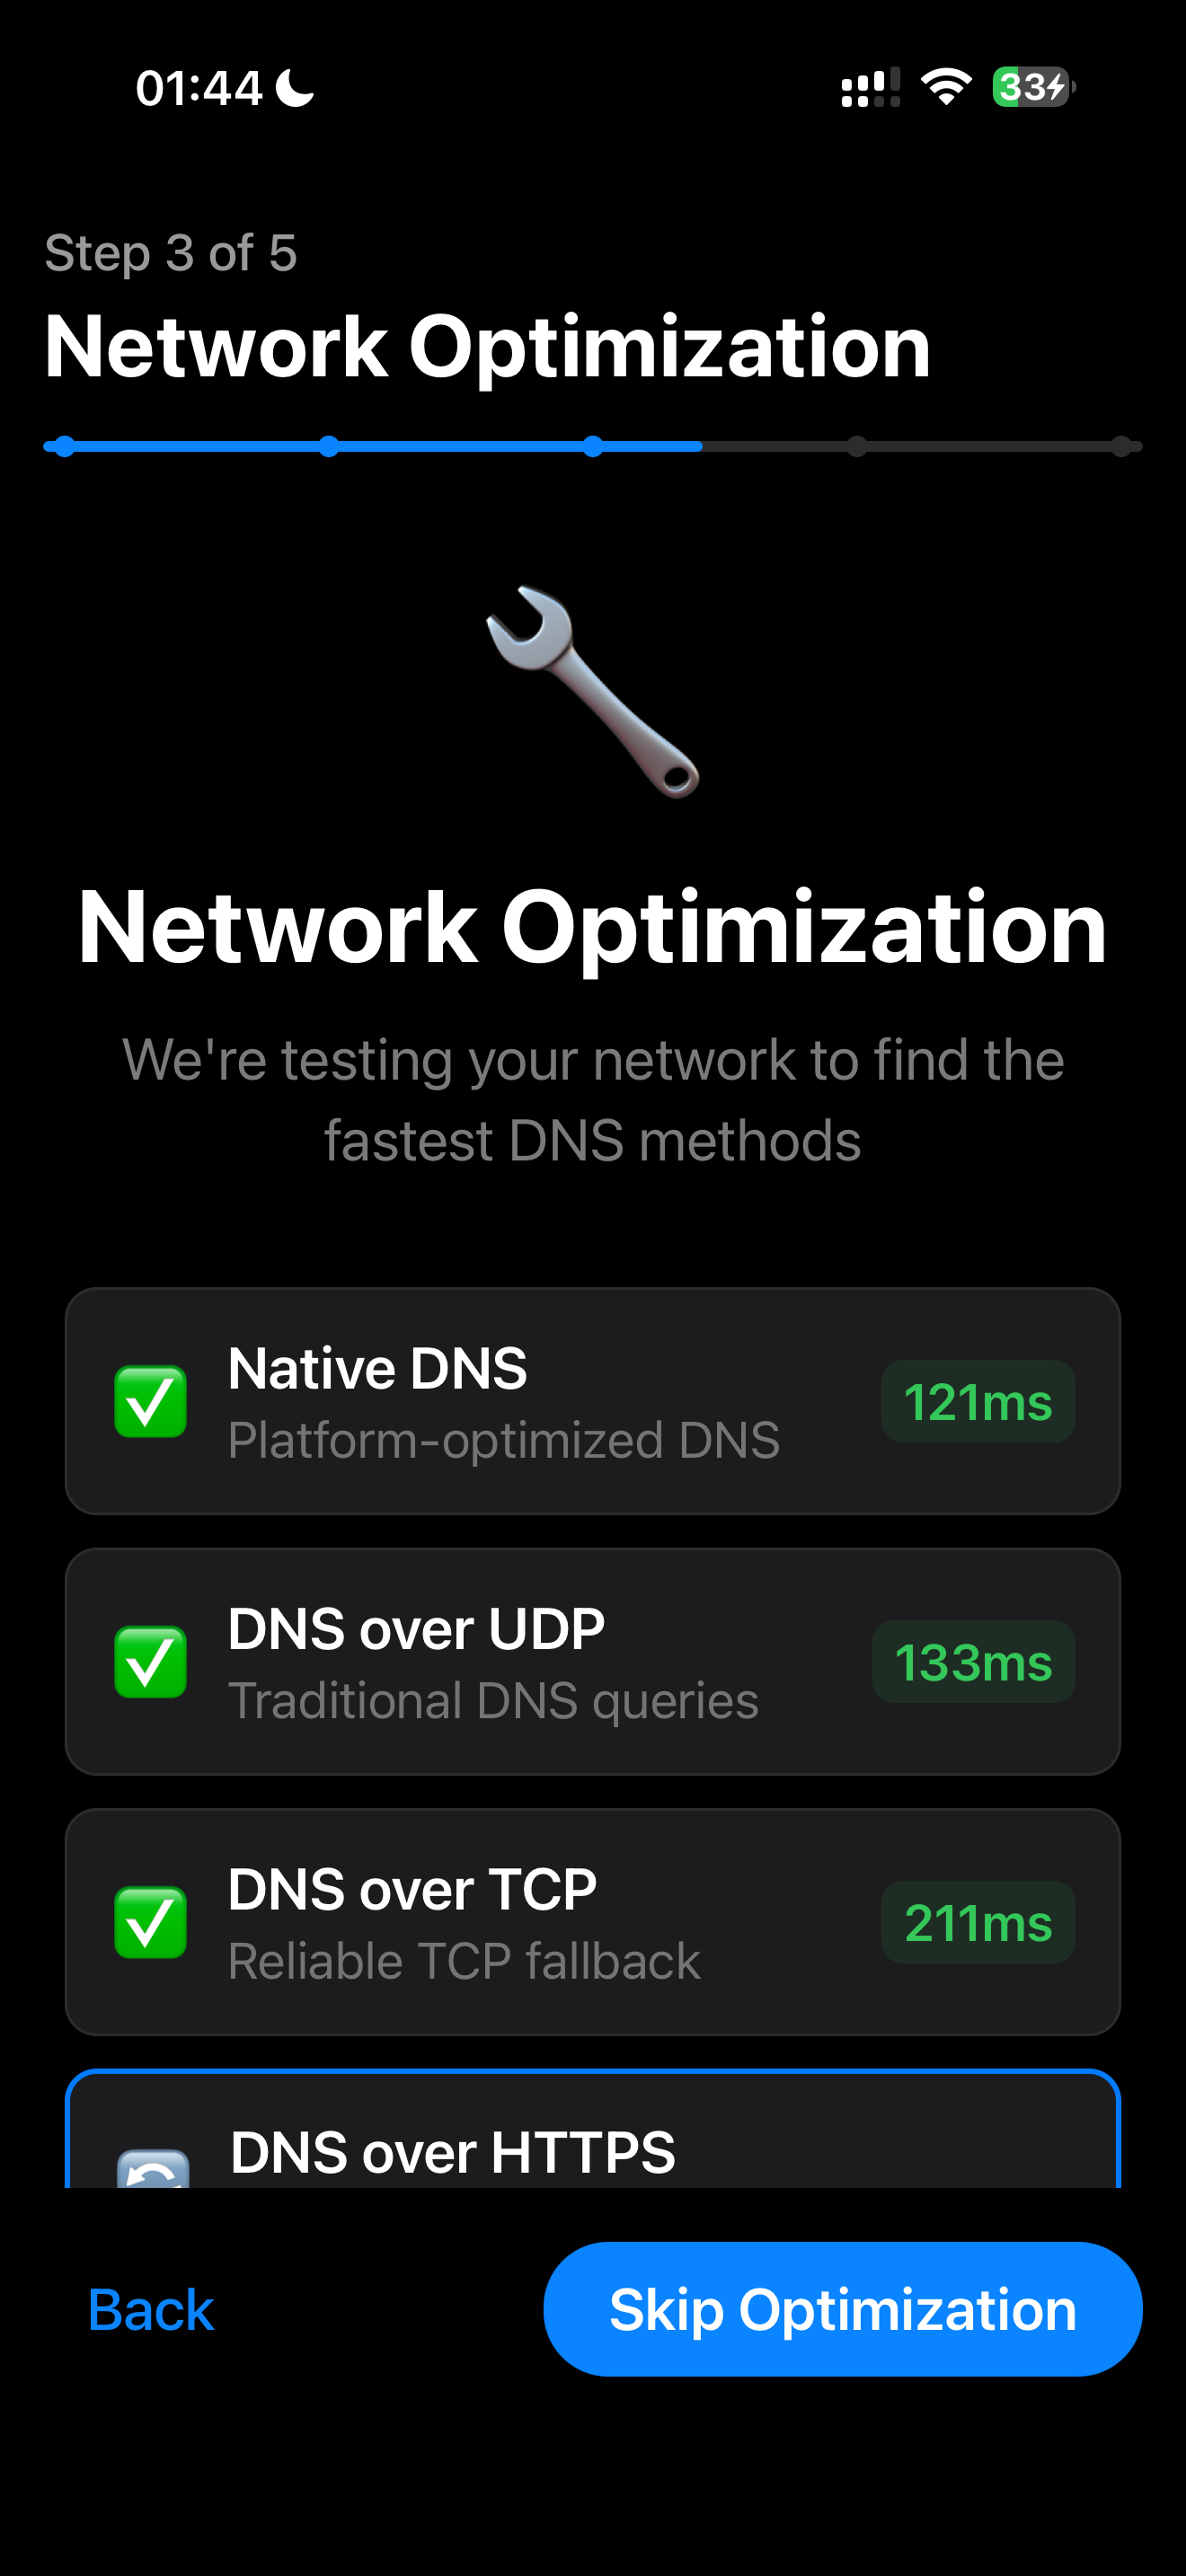 01:44
33
Step 3 of 5
Network Optimization
Network Optimization
We're testing your network to find the
fastest DNS methods
Native DNS
Platform-optimized DNS
121ms
DNS over UDP
Traditional DNS queries
133ms
DNS over TCP
Reliable TCP fallback
211ms
DNS over HTTPS
Back
Skip Optimization